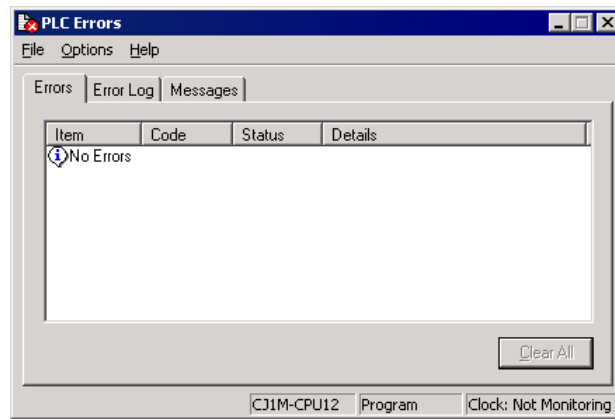 PLC Errors
File Options Help
Errors Error Log Messages
Item Code Status Details
No Errors
Clear All
CJ1M-CPU12 Program Clock: Not Monitoring